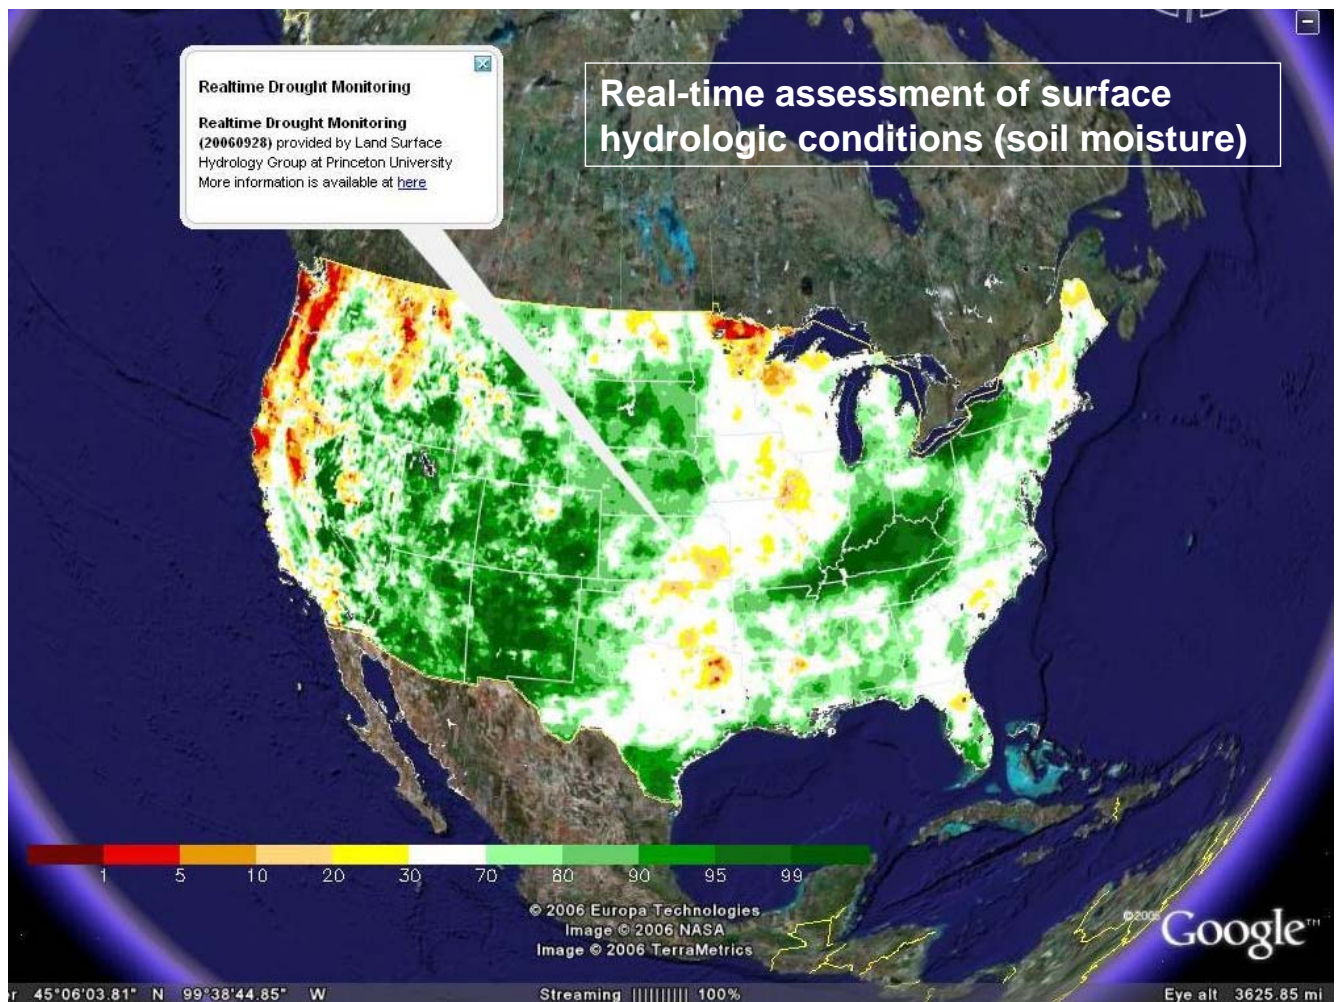 Realtime Drought Monitoring
Realtime Drought Monitoring
(20060928) provided by Land Surface
Hydrology Group at Princeton University
More information is available at here
Real-time assessment of surface
hydrologic conditions (soil moisture)
1 5 10 20 30 70 80 90 95 99
© 2006 Europa Technologies
Image © 2006 NASA
Image © 2006 TerraMetrics
©2006 Google™
r 45°06'03.81" N 99°38'44.85" W Streaming |||||||||| 100% Eye alt 3625.85 mi